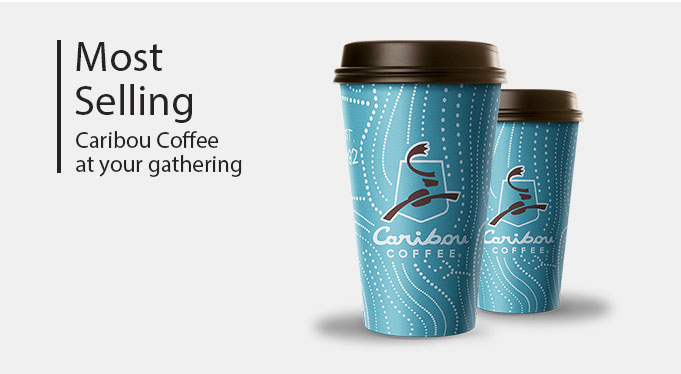 Most
Selling
Caribou Coffee
at your gathering
Caribou
COFFEE
Caribou
COFFEE